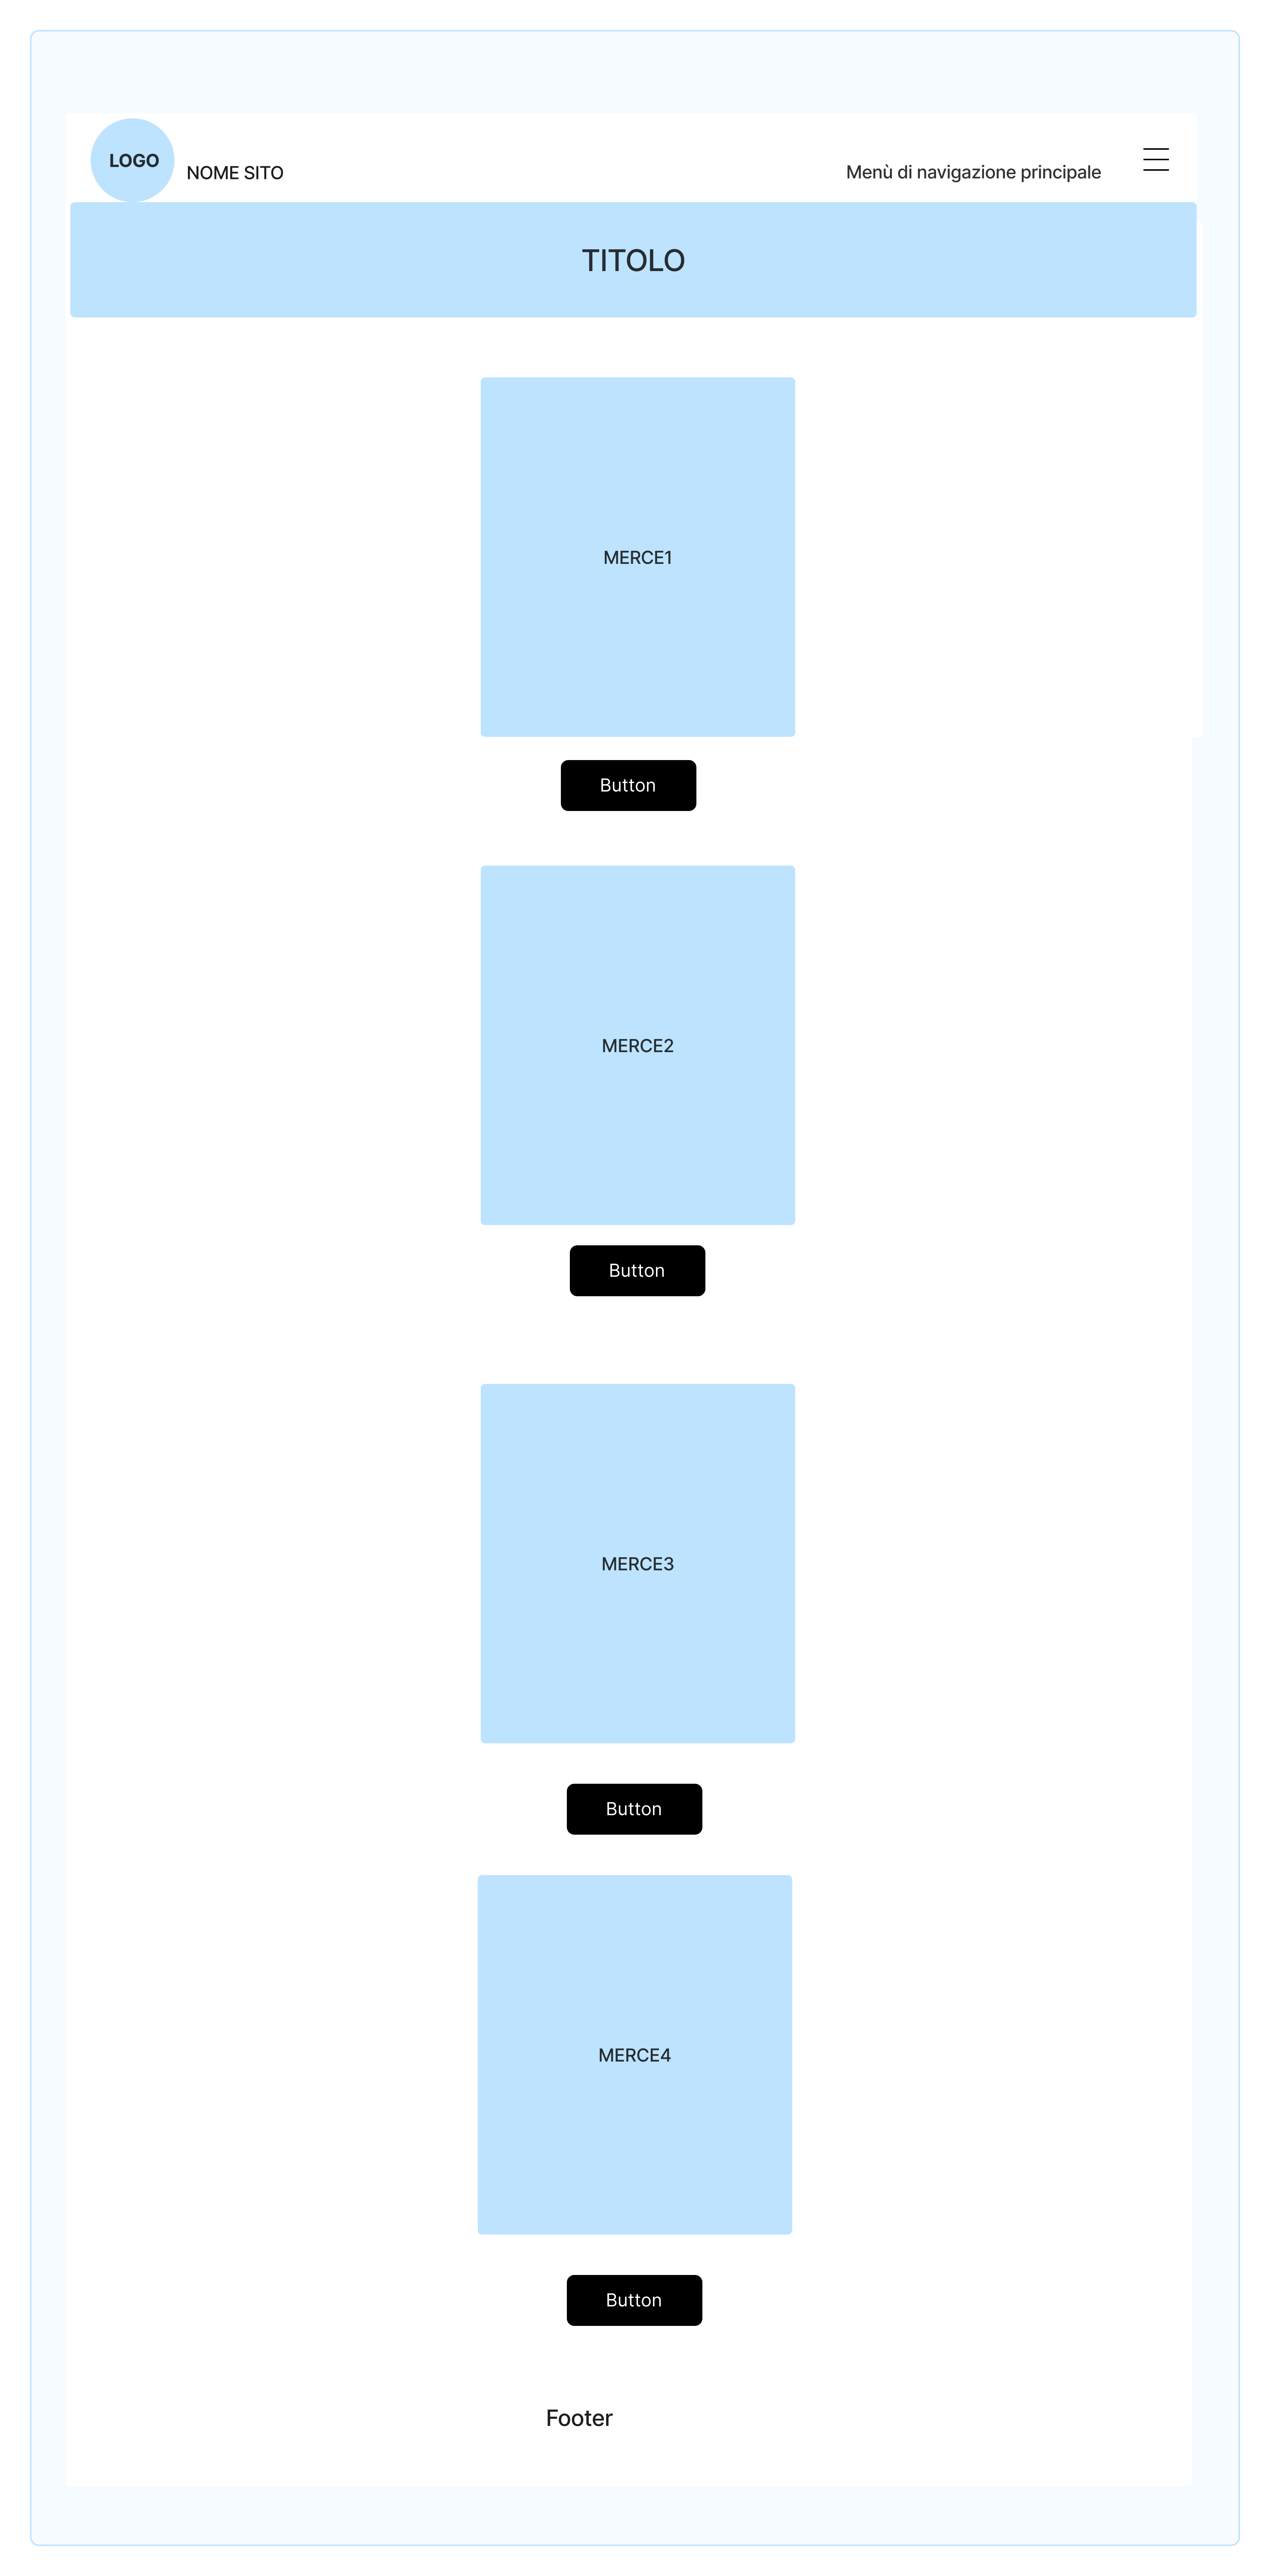 LOGO
NOME SITO
Menù di navigazione principale
TITOLO
MERCE1
Button
MERCE2
Button
MERCE3
Button
MERCE4
Button
Footer